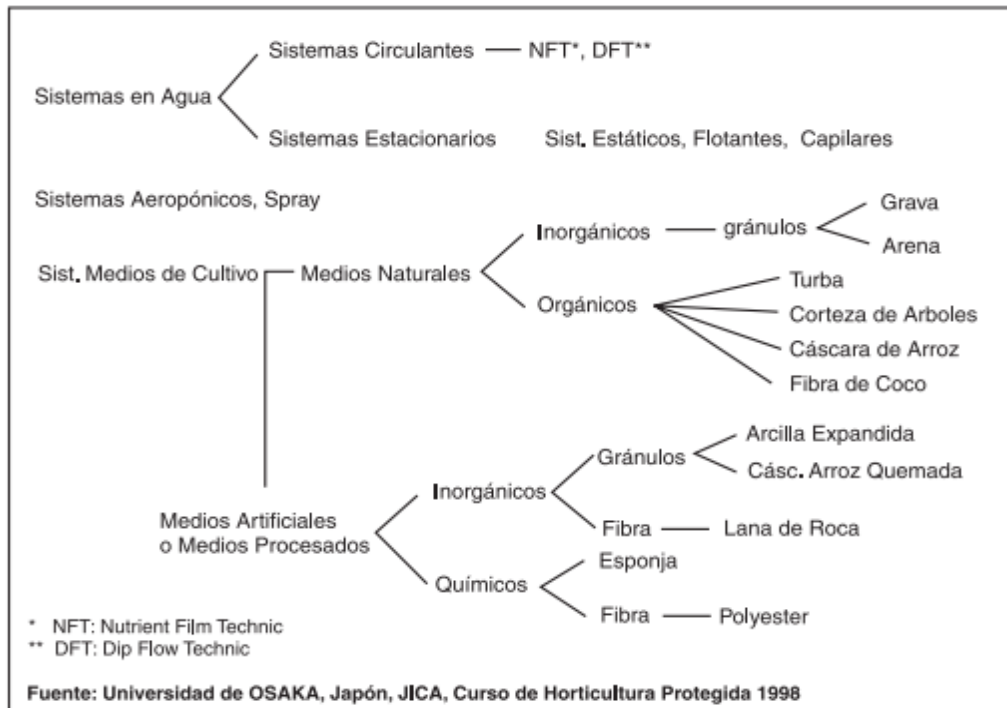 Sistemas Circulantes NFT*, DFT**
Sistemas en Agua
Sistemas Estacionarios Sist. Estáticos, Flotantes, Capilares
Sistemas Aeropónicos, Spray
Grava
Inorgánicos gránulos
Arena
Sist. Medios de Cultivo Medios Naturales
Turba
Orgánicos
Corteza de Arboles
Cáscara de Arroz
Fibra de Coco
Arcilla Expandida
Gránulos
Cásc. Arroz Quemada
Inorgánicos
Medios Artificiales
o Medios Procesados
Fibra Lana de Roca
Esponja
Químicos
Fibra Polyester
* NFT: Nutrient Film Technic
** DFT: Dip Flow Technic
Fuente: Universidad de OSAKA, Japón, JICA, Curso de Horticultura Protegida 1998